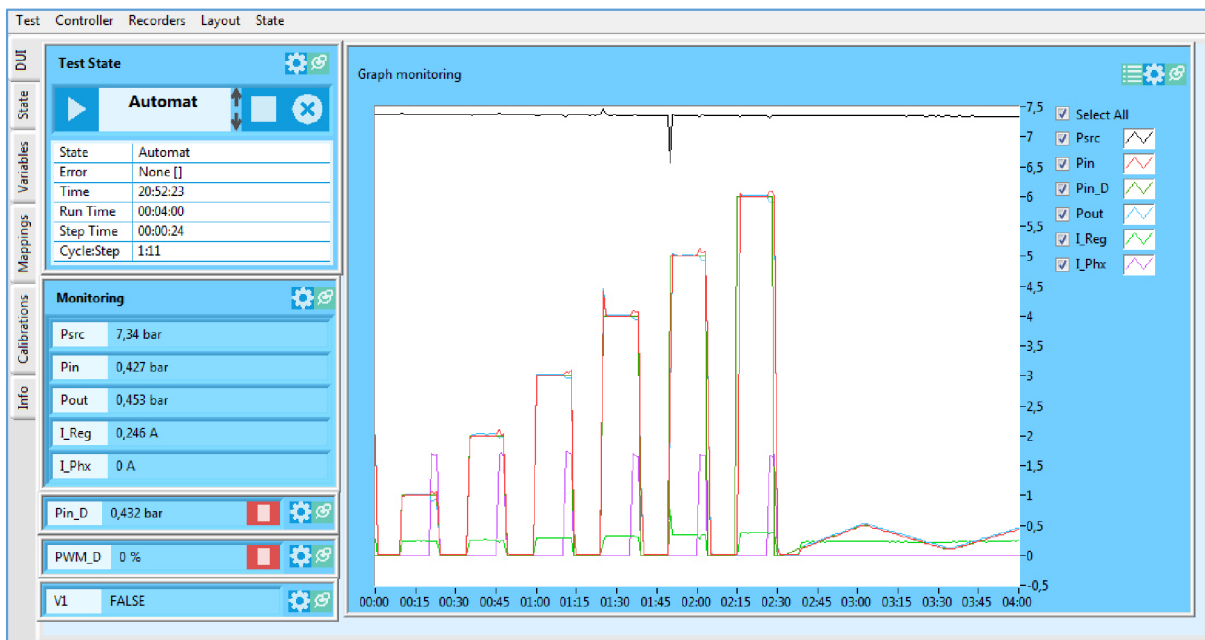 Test Controller Recorders Layout State
DUI
State
Variables
Mappings
Calibrations
Info
Test State
Automat
State Automat
Error None []
Time 20:52:23
Run Time 00:04:00
Step Time 00:00:24
Cycle:Step 1:11
Monitoring
Psrc 7,34 bar
Pin 0,427 bar
Pout 0,453 bar
I_Reg 0,246 A
I_Phx 0 A
Pin_D 0,432 bar
PWM_D 0 %
V1 FALSE
Graph monitoring
7,5
7
6,5
6
5,5
5
4,5
4
3,5
3
2,5
2
1,5
1
0,5
0
-0,5
00:00 00:15 00:30 00:45 01:00 01:15 01:30 01:45 02:00 02:15 02:30 02:45 03:00 03:15 03:30 03:45 04:00
Select All
Psrc
Pin
Pin_D
Pout
I_Reg
I_Phx